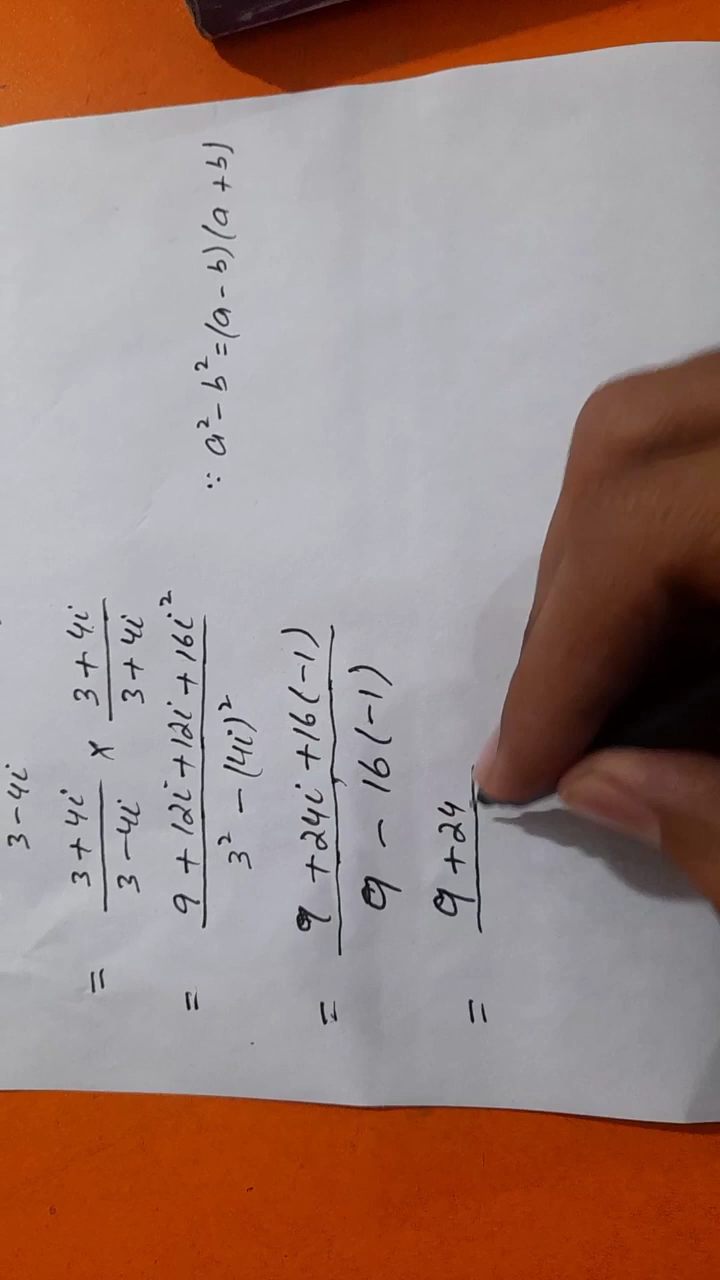 3-4i
= 3+4i / 3-4i × 3+4i / 3+4i
= 9+12i+12i+16i² / 3²-(4i)² ∵ a²-b²=(a-b)(a+b)
= 9+24i+16(-1) / 9-16(-1)
= 9+24